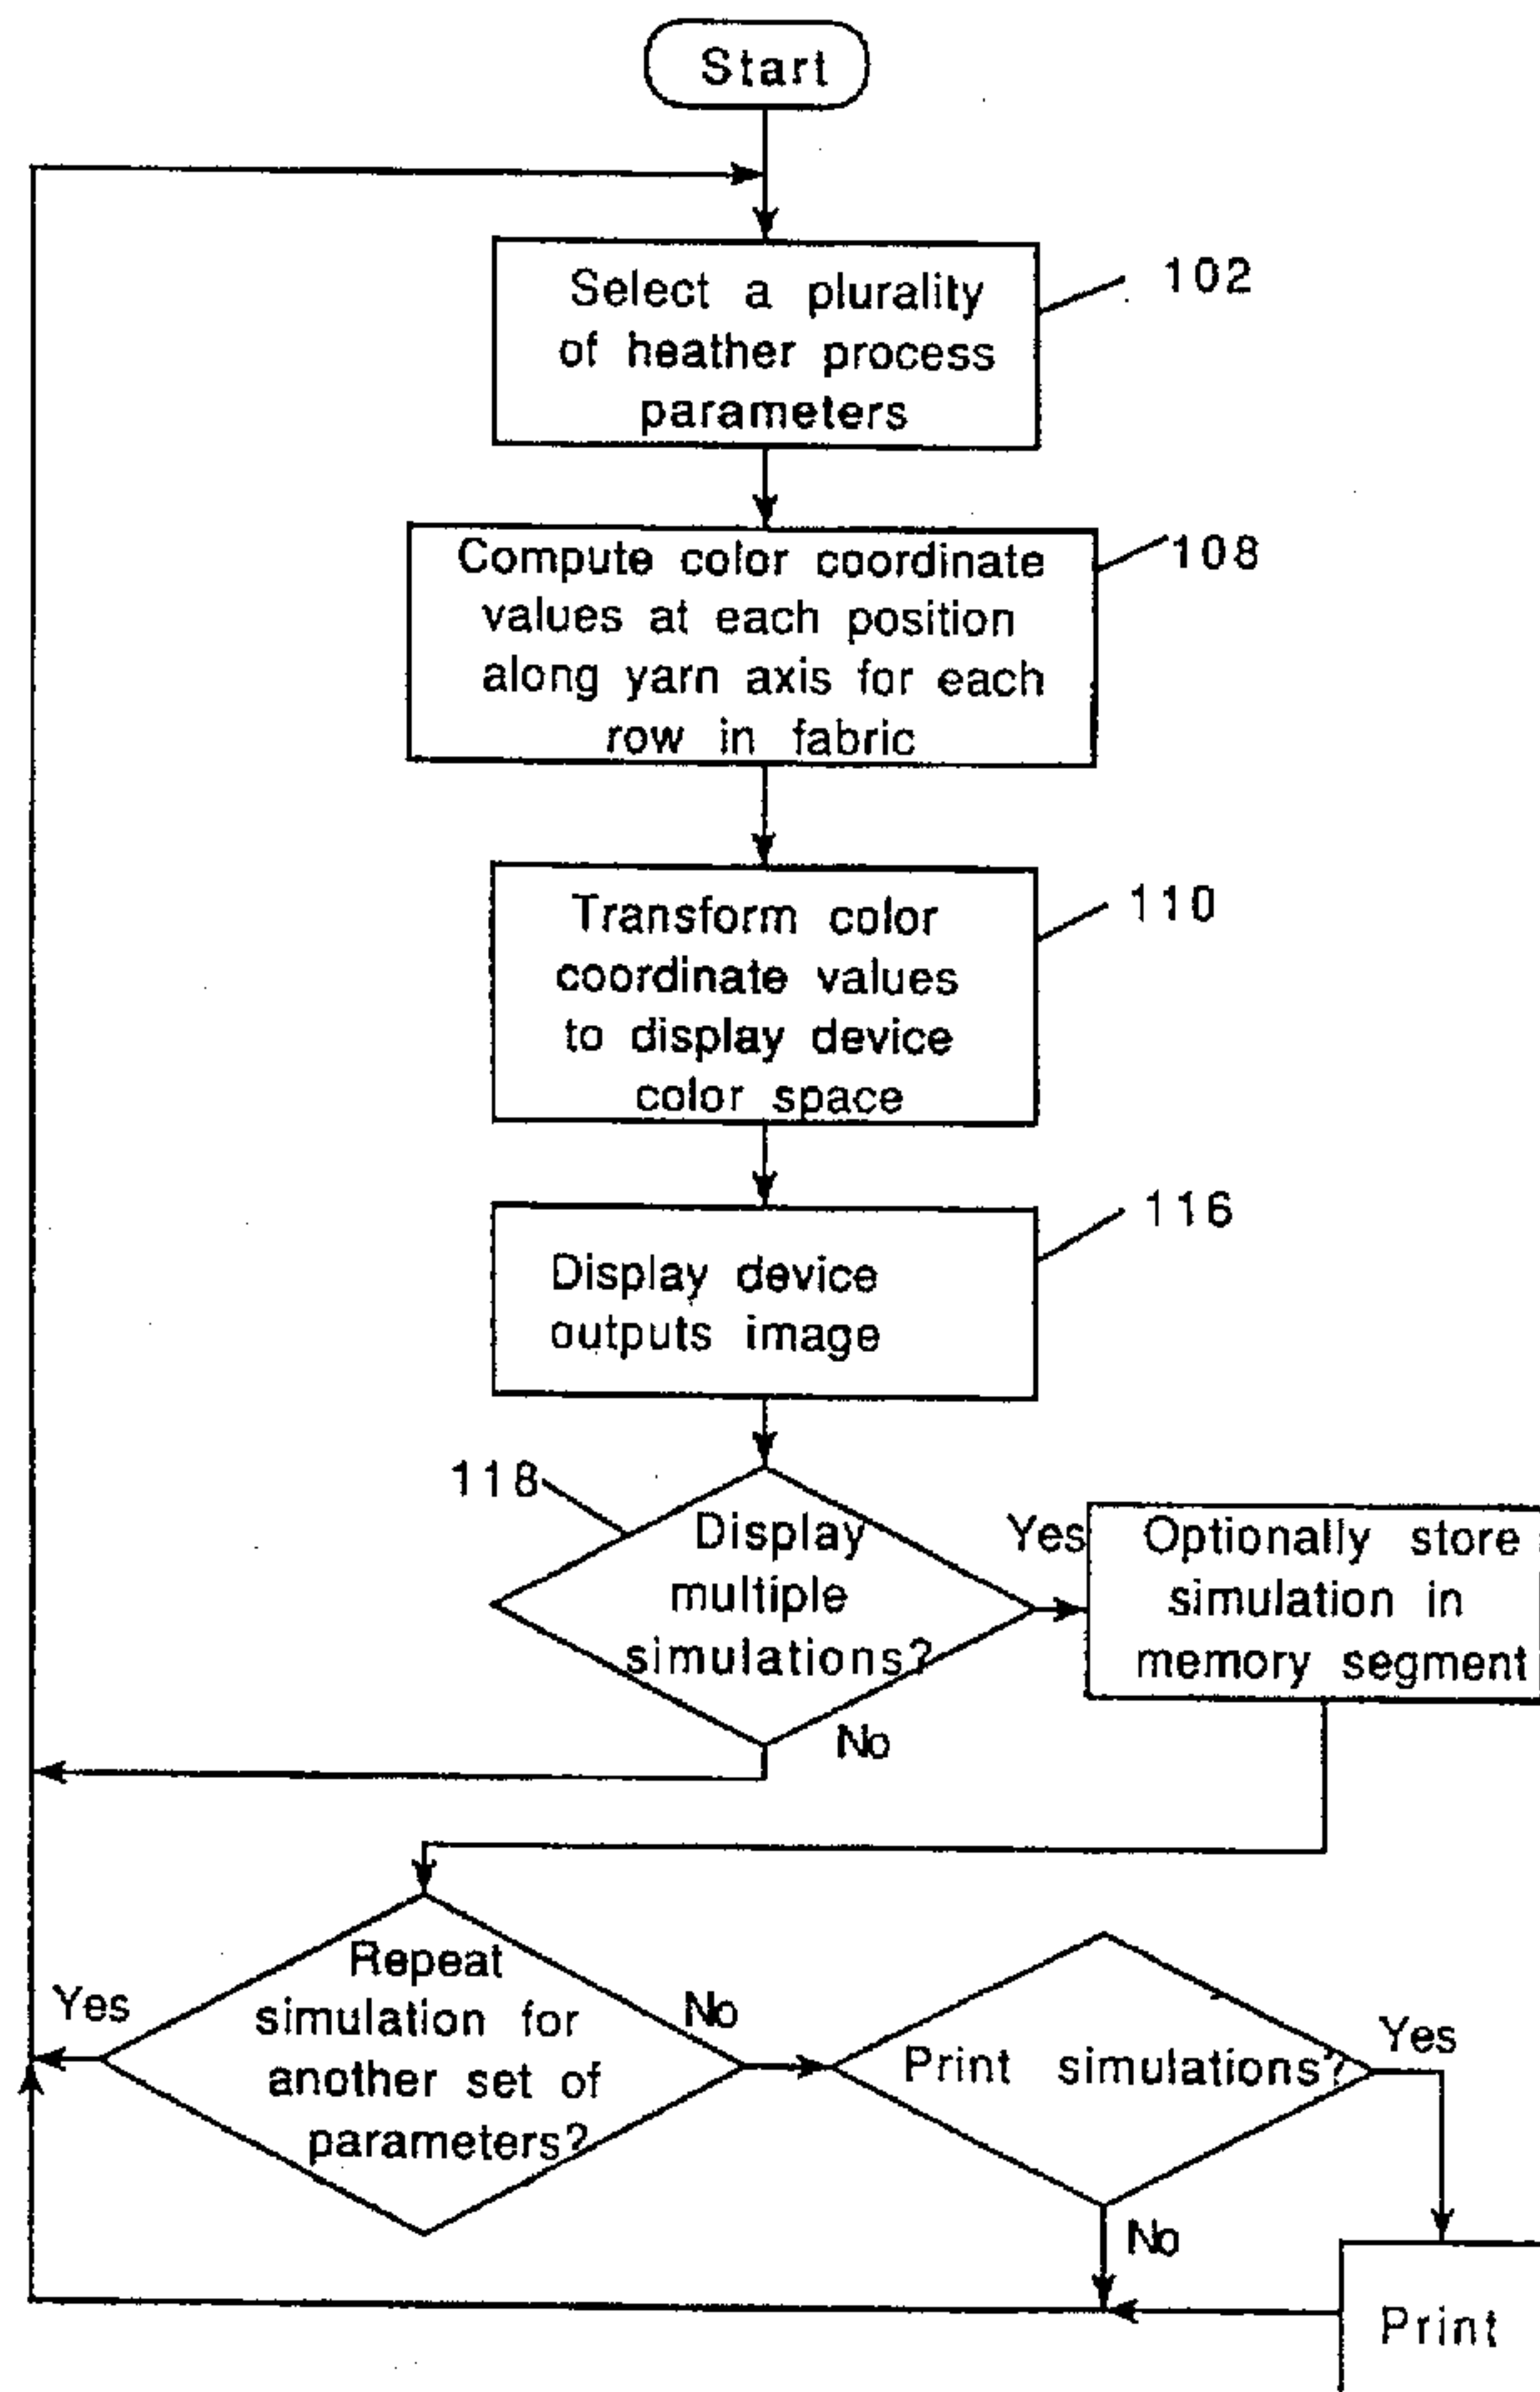 Start
Select a plurality
of heather process
parameters
102
Compute color coordinate
values at each position
along yarn axis for each
row in fabric
108
Transform color
coordinate values
to display device
color space
110
Display device
outputs image
116
118
Display
multiple
simulations?
Yes
No
Optionally store
simulation in
memory segment
Repeat
simulation for
another set of
parameters?
Yes
No
Print simulations?
Yes
No
Print